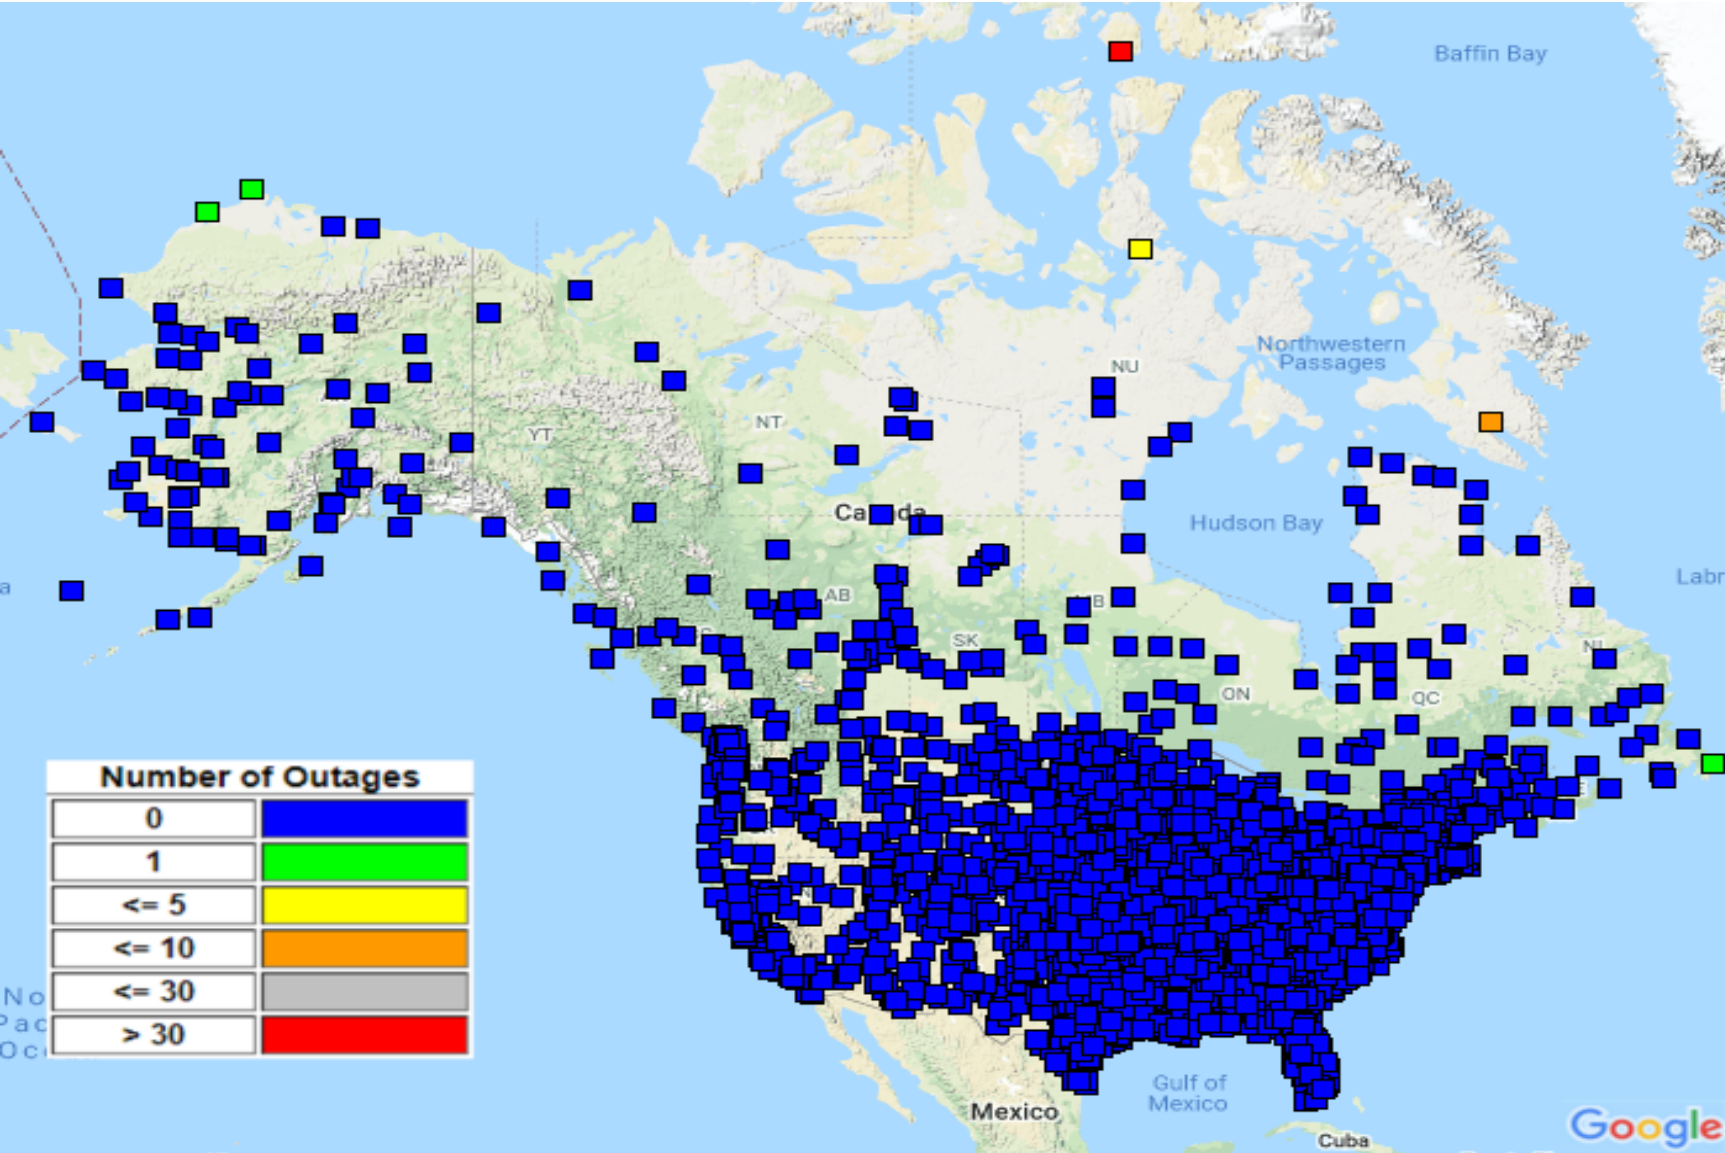 Baffin Bay
Northwestern
Passages
NU
NT
YT
Canada
Hudson Bay
AB
SK
ON
QC
NL
Labr
a
Number of Outages
0
1
<= 5
<= 10
<= 30
> 30
No
Pac
Oc
Gulf of
Mexico
Mexico
Cuba
Google